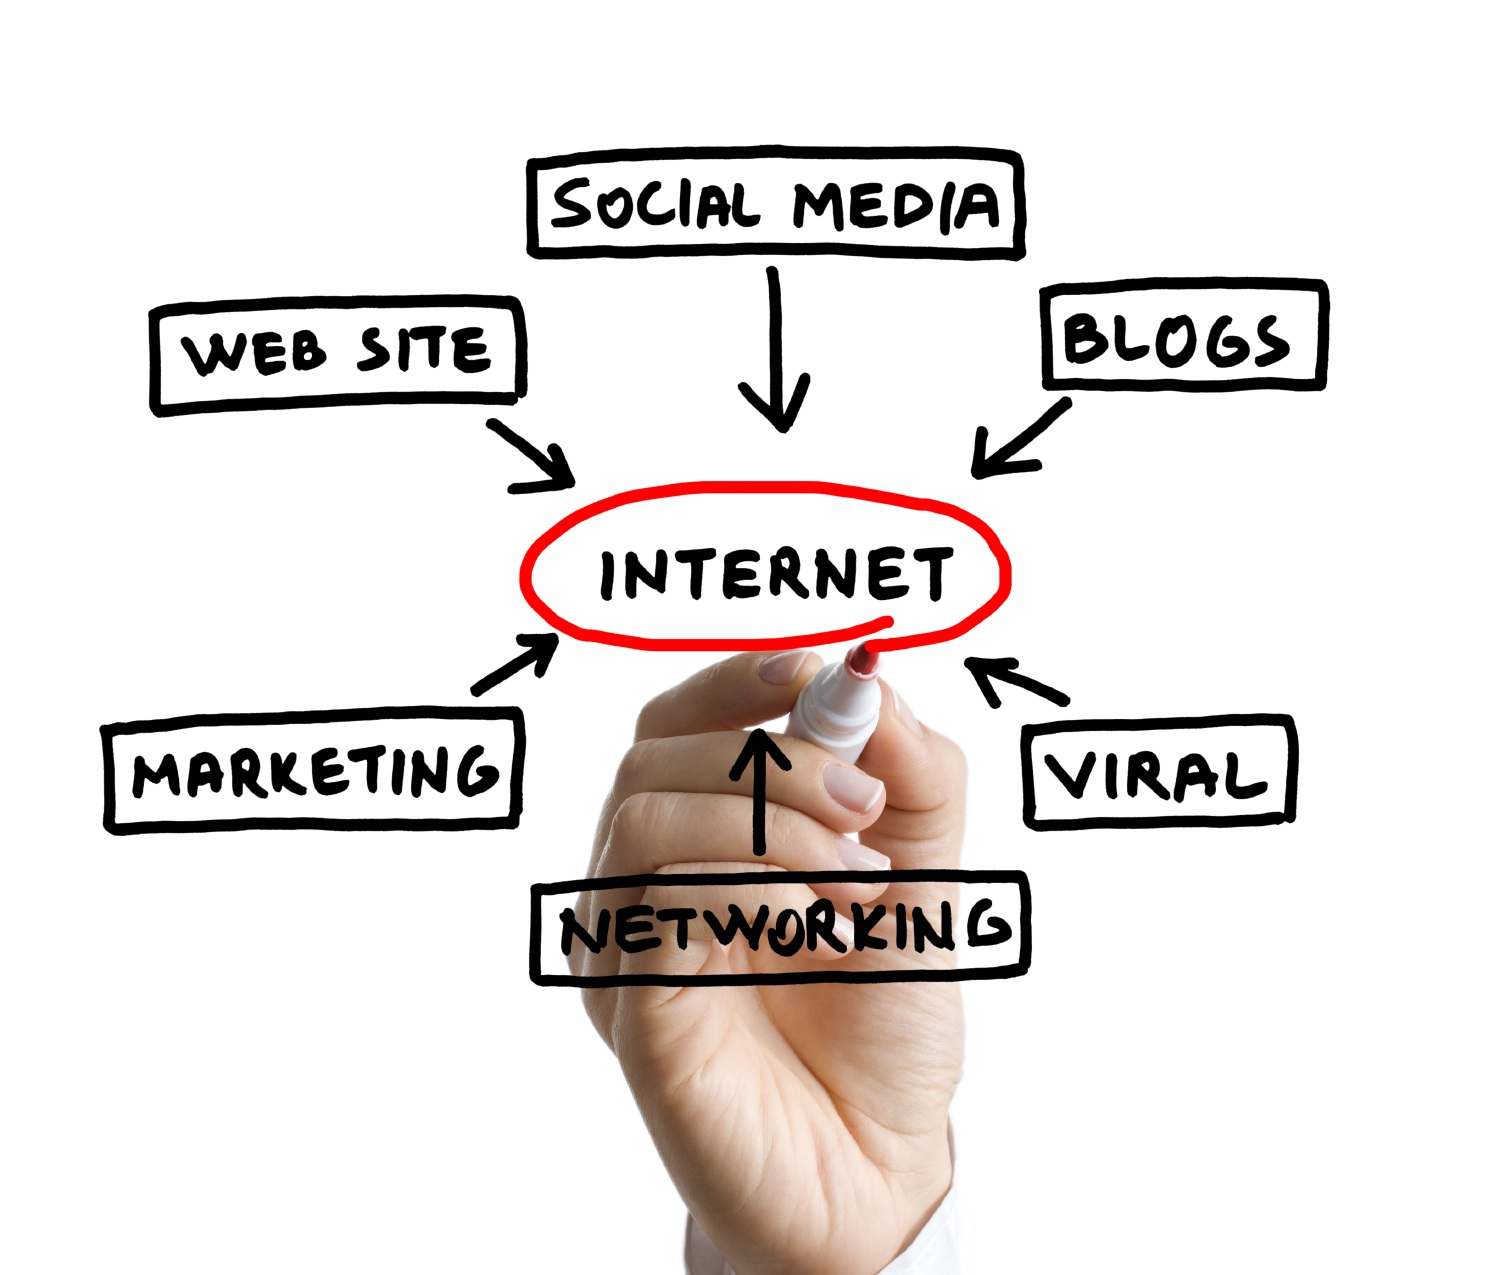 SOCIAL MEDIA
WEB SITE
BLOGS
INTERNET
MARKETING
VIRAL
NETWORKING